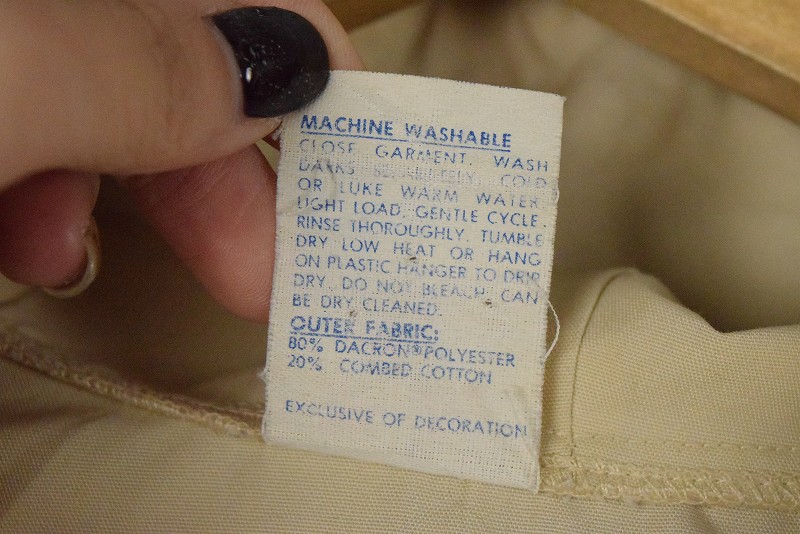 MACHINE WASHABLE
CLOSE GARMENT. WASH
DARKS SEPARATELY. COLD
OR LUKE WARM WATER.
LIGHT LOAD. GENTLE CYCLE.
RINSE THOROUGHLY. TUMBLE
DRY LOW HEAT OR HANG
ON PLASTIC HANGER TO DRIP
DRY. DO NOT BLEACH. CAN
BE DRY CLEANED.
OUTER FABRIC:
80% DACRON® POLYESTER
20% COMBED COTTON
EXCLUSIVE OF DECORATION